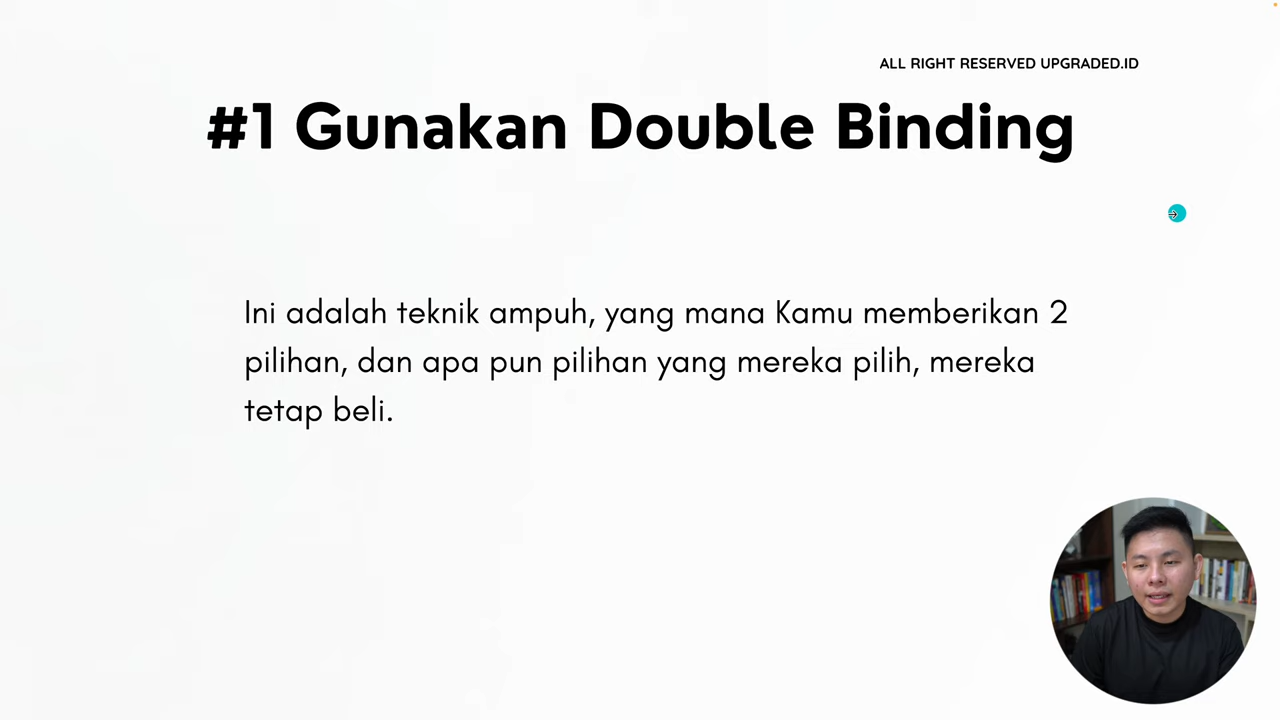 ALL RIGHT RESERVED UPGRADED.ID
#1 Gunakan Double Binding
Ini adalah teknik ampuh, yang mana Kamu memberikan 2
pilihan, dan apa pun pilihan yang mereka pilih, mereka
tetap beli.